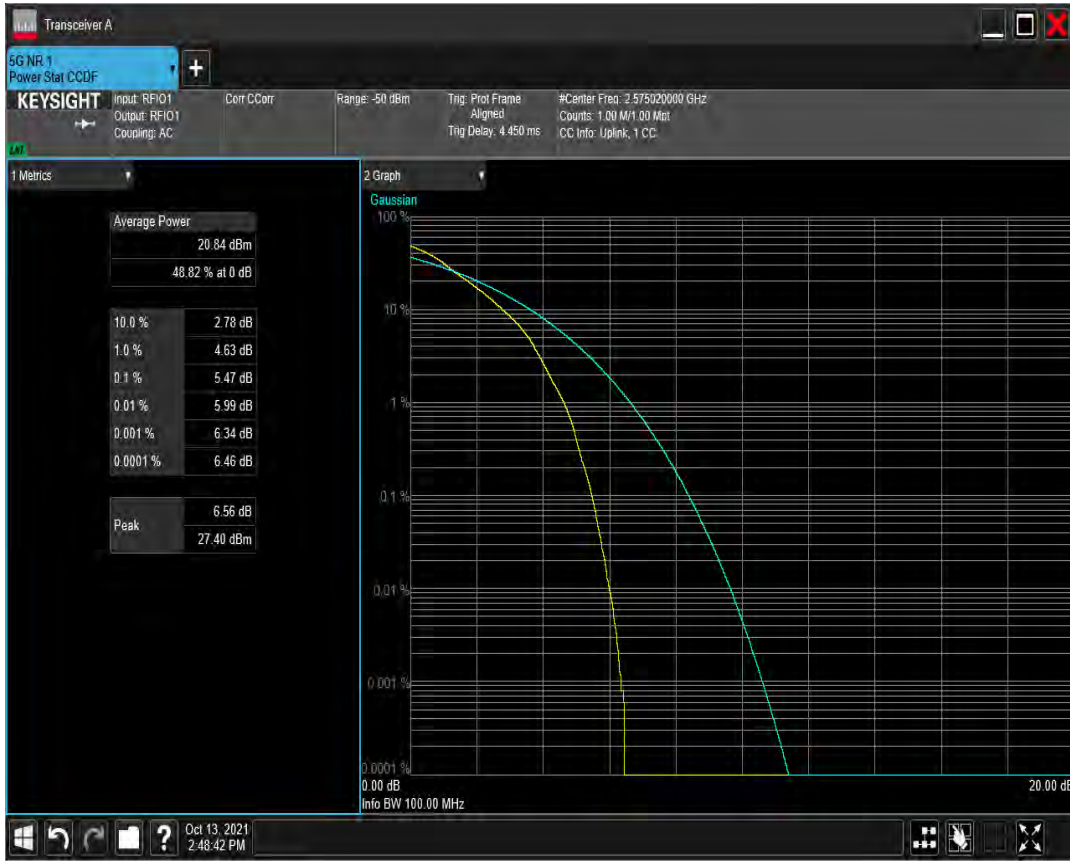 Transceiver A
5G NR 1
Power Stat CCDF
+
KEYSIGHT
Input: RFIO1
Output: RFIO1
Coupling: AC
Corr CCorr
Range: -50 dBm
Trig: Prot Frame
Aligned
Trig Delay: 4.450 ms
#Center Freq: 2.575020000 GHz
Counts: 1.00 M/1.00 Mpt
CC Info: Uplink, 1 CC
LXI
1 Metrics
Average Power
20.84 dBm
48.82 % at 0 dB
10.0 % 2.78 dB
1.0 % 4.63 dB
0.1 % 5.47 dB
0.01 % 5.99 dB
0.001 % 6.34 dB
0.0001 % 6.46 dB
Peak 6.56 dB
27.40 dBm
2 Graph
Gaussian
100 %
10 %
1 %
0.1 %
0.01 %
0.001 %
0.0001 %
0.00 dB
20.00 dB
Info BW 100.00 MHz
?
Oct 13, 2021
2:48:42 PM